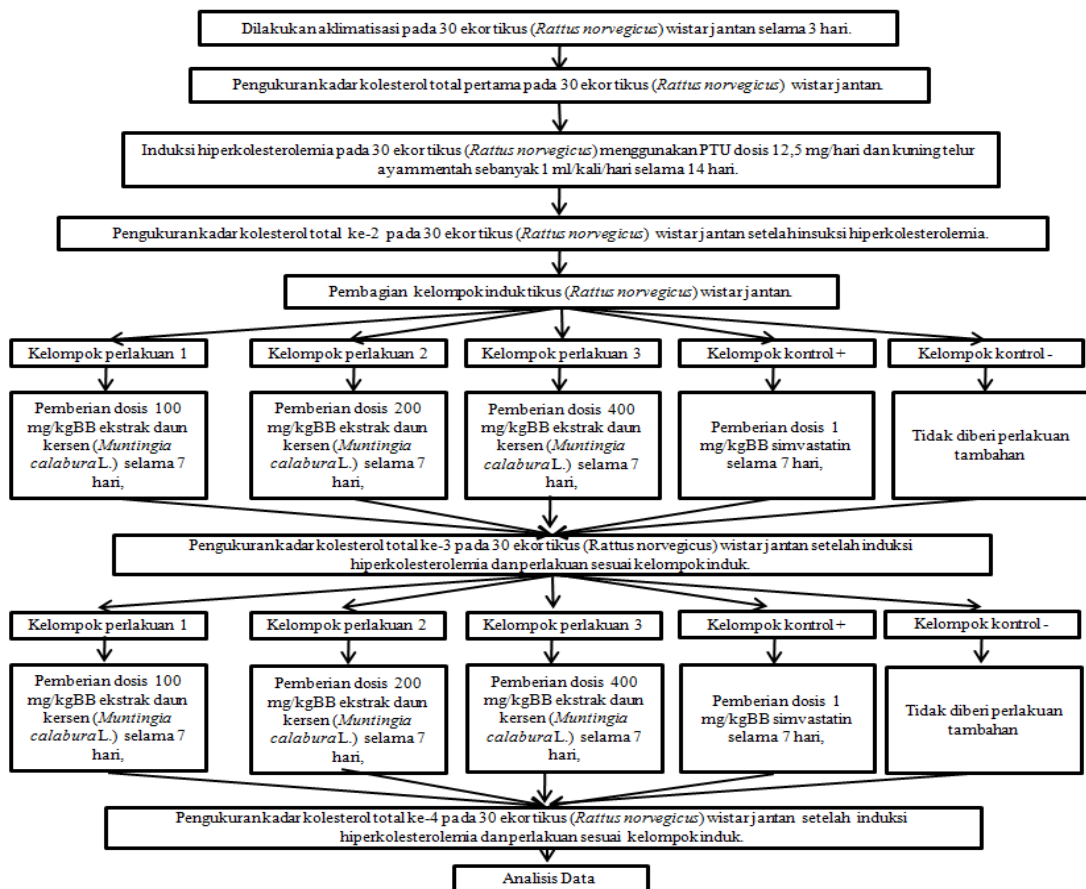 Dilakukan aklimatisasi pada 30 ekor tikus (Rattus norvegicus) wistar jantan selama 3 hari.
Pengukuran kadar kolesterol total pertama pada 30 ekor tikus (Rattus norvegicus) wistar jantan.
Induksi hiperkolesterolemia pada 30 ekor tikus (Rattus norvegicus) menggunakan PTU dosis 12,5 mg/hari dan kuning telur
ayam mentah sebanyak 1 ml/kali/hari selama 14 hari.
Pengukuran kadar kolesterol total ke-2 pada 30 ekor tikus (Rattus norvegicus) wistar jantan setelah insuksi hiperkolesterolemia.
Pembagian kelompok induk tikus (Rattus norvegicus) wistar jantan.
Kelompok perlakuan 1
Kelompok perlakuan 2
Kelompok perlakuan 3
Kelompok kontrol +
Kelompok kontrol -
Pemberian dosis 100
mg/kgBB ekstrak daun
kersen (Muntingia
calabura L.) selama 7
hari,
Pemberian dosis 200
mg/kgBB ekstrak daun
kersen (Muntingia
calabura L.) selama 7
hari,
Pemberian dosis 400
mg/kgBB ekstrak daun
kersen (Muntingia
calabura L.) selama 7
hari,
Pemberian dosis 1
mg/kgBB simvastatin
selama 7 hari,
Tidak diberi perlakuan
tambahan
Pengukuran kadar kolesterol total ke-3 pada 30 ekor tikus (Rattus norvegicus) wistar jantan setelah induksi
hiperkolesterolemia dan perlakuan sesuai kelompok induk.
Kelompok perlakuan 1
Kelompok perlakuan 2
Kelompok perlakuan 3
Kelompok kontrol +
Kelompok kontrol -
Pemberian dosis 100
mg/kgBB ekstrak daun
kersen (Muntingia
calabura L.) selama 7
hari,
Pemberian dosis 200
mg/kgBB ekstrak daun
kersen (Muntingia
calabura L.) selama 7
hari,
Pemberian dosis 400
mg/kgBB ekstrak daun
kersen (Muntingia
calabura L.) selama 7
hari,
Pemberian dosis 1
mg/kgBB simvastatin
selama 7 hari,
Tidak diberi perlakuan
tambahan
Pengukuran kadar kolesterol total ke-4 pada 30 ekor tikus (Rattus norvegicus) wistar jantan setelah induksi
hiperkolesterolemia dan perlakuan sesuai kelompok induk.
Analisis Data